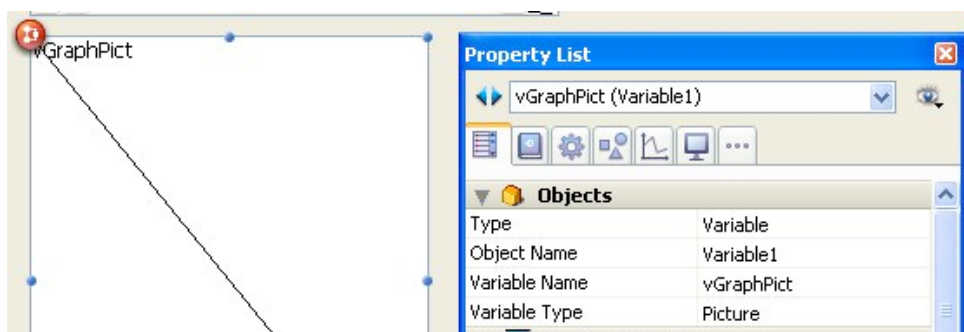 vGraphPict
Property List
vGraphPict (Variable1)
Objects
Type Variable
Object Name Variable1
Variable Name vGraphPict
Variable Type Picture